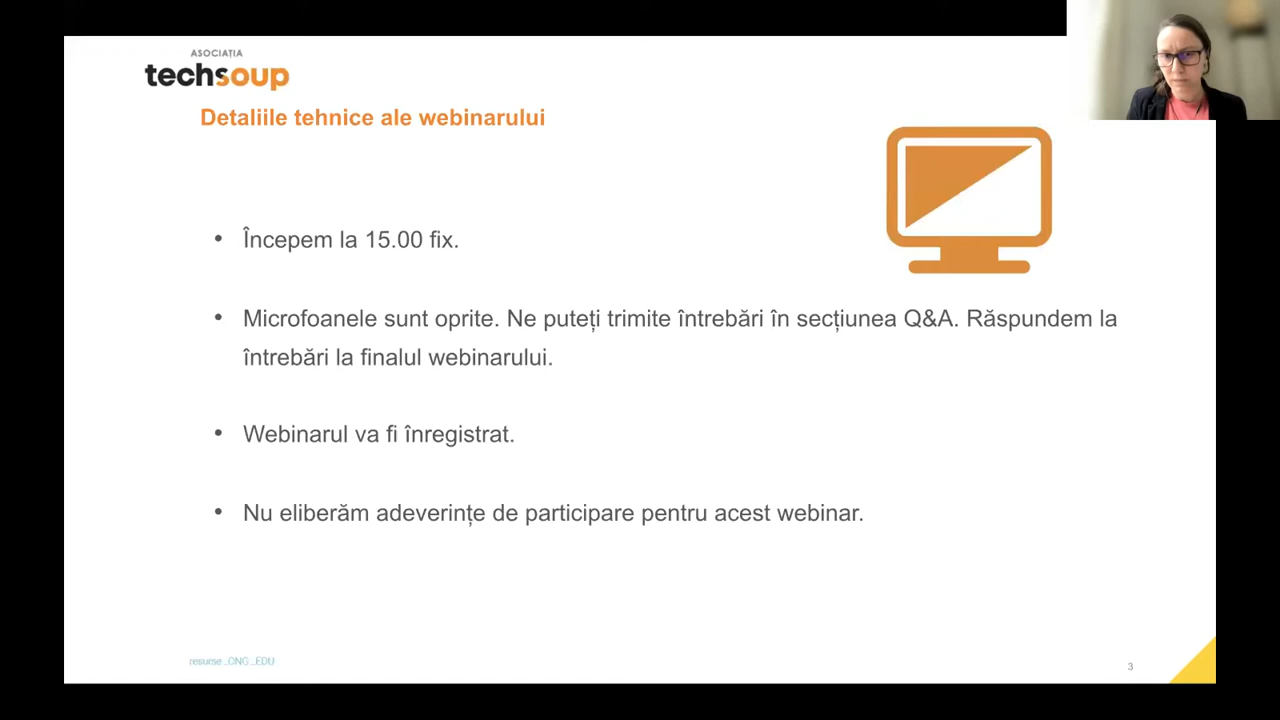 ASOCIAȚIA
techsoup
Detaliile tehnice ale webinarului
• Începem la 15.00 fix.
• Microfoanele sunt oprite. Ne puteți trimite întrebări în secțiunea Q&A. Răspundem la
întrebări la finalul webinarului.
• Webinarul va fi înregistrat.
• Nu eliberăm adeverințe de participare pentru acest webinar.
resurse_ONG_EDU
3